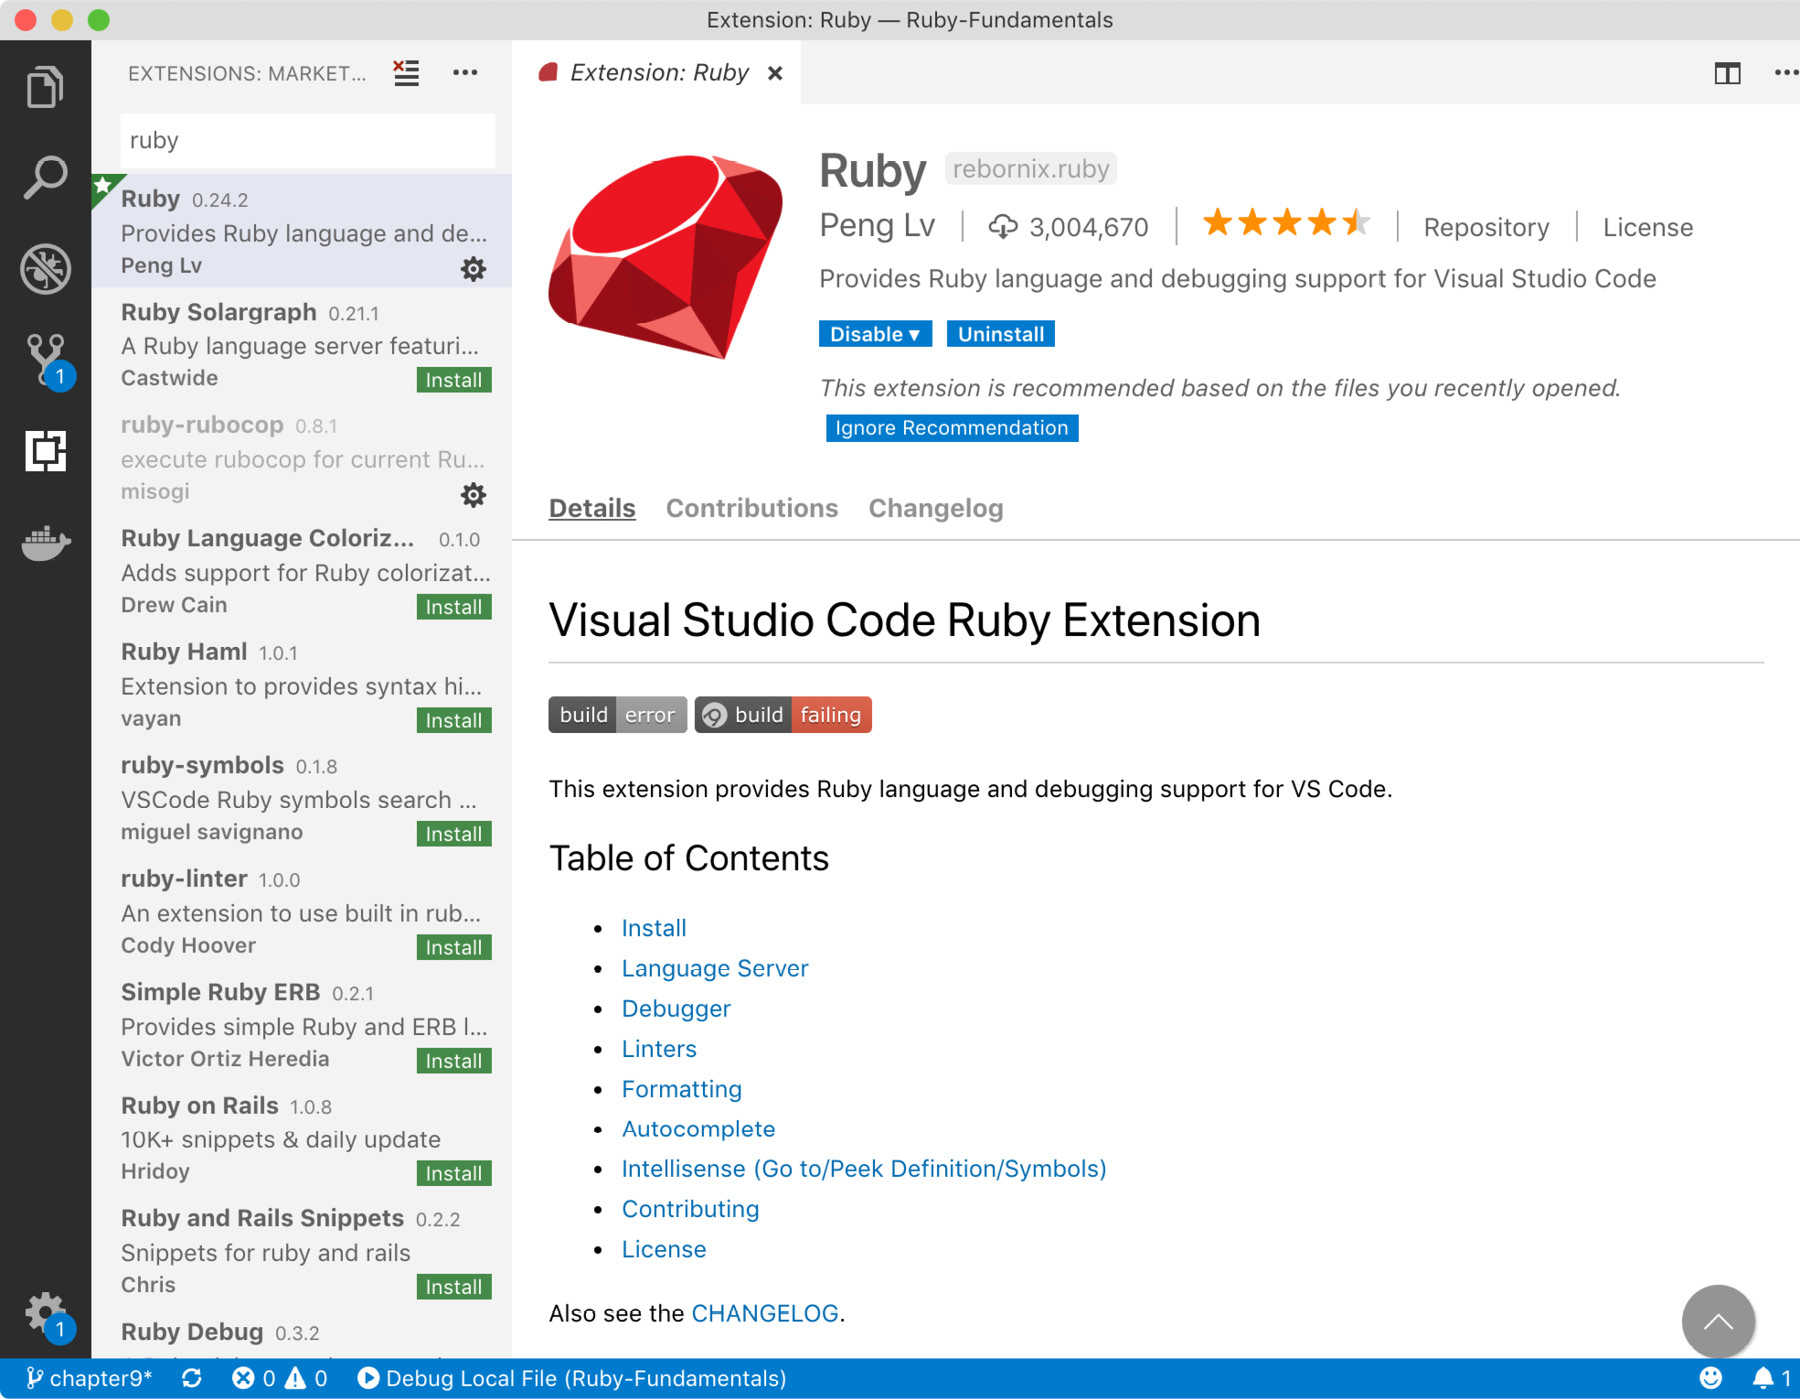 Extension: Ruby — Ruby-Fundamentals
EXTENSIONS: MARKET...
ruby
Ruby 0.24.2
Provides Ruby language and de...
Peng Lv
Ruby Solargraph 0.21.1
A Ruby language server featuri...
Castwide
Install
ruby-rubocop 0.8.1
execute rubocop for current Ru...
misogi
Ruby Language Coloriz... 0.1.0
Adds support for Ruby colorizat...
Drew Cain
Install
Ruby Haml 1.0.1
Extension to provides syntax hi...
vayan
Install
ruby-symbols 0.1.8
VSCode Ruby symbols search ...
miguel savignano
Install
ruby-linter 1.0.0
An extension to use built in rub...
Cody Hoover
Install
Simple Ruby ERB 0.2.1
Provides simple Ruby and ERB l...
Victor Ortiz Heredia
Install
Ruby on Rails 1.0.8
10K+ snippets & daily update
Hridoy
Install
Ruby and Rails Snippets 0.2.2
Snippets for ruby and rails
Chris
Install
Ruby Debug 0.3.2
1
1
Extension: Ruby
Ruby rebornix.ruby
Peng Lv | 3,004,670 | Repository | License
Provides Ruby language and debugging support for Visual Studio Code
Disable ▾ Uninstall
This extension is recommended based on the files you recently opened.
Ignore Recommendation
Details Contributions Changelog
Visual Studio Code Ruby Extension
build error build failing
This extension provides Ruby language and debugging support for VS Code.
Table of Contents
• Install
• Language Server
• Debugger
• Linters
• Formatting
• Autocomplete
• Intellisense (Go to/Peek Definition/Symbols)
• Contributing
• License
Also see the CHANGELOG.
chapter9* 0 0 Debug Local File (Ruby-Fundamentals) 1